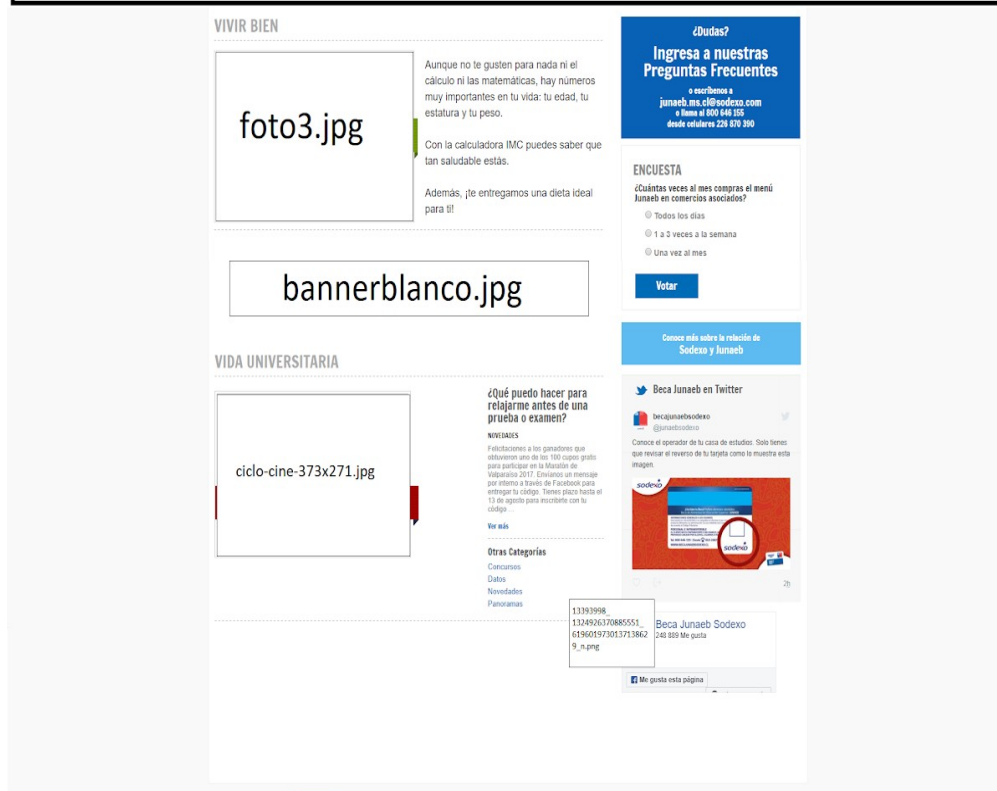 VIVIR BIEN
foto3.jpg
Aunque no te gusten para nada ni el
cálculo ni las matemáticas, hay números
muy importantes en tu vida: tu edad, tu
estatura y tu peso.
Con la calculadora IMC puedes saber que
tan saludable estás.
Además, ¡te entregamos una dieta ideal
para ti!
bannerblanco.jpg
VIDA UNIVERSITARIA
ciclo-cine-373x271.jpg
¿Qué puedo hacer para
relajarme antes de una
prueba o examen?
NOVEDADES
Felicitaciones a los ganadores que
obtuvieron uno de los 100 cupos gratis
para participar en la Maratón de
Valparaíso 2017. Envíanos un mensaje
por interno a través de Facebook para
entregar tu código. Tienes plazo hasta el
13 de agosto para inscribirte con tu
código ...
Ver más
Otras Categorías
Concursos
Datos
Novedades
Panoramas
¿Dudas?
Ingresa a nuestras
Preguntas Frecuentes
o escríbenos a
junaeb.ms.cl@sodexo.com
o llama al 800 646 155
desde celulares 226 870 390
ENCUESTA
¿Cuántas veces al mes compras el menú
Junaeb en comercios asociados?
Todos los días
1 a 3 veces a la semana
Una vez al mes
Votar
Conoce más sobre la relación de
Sodexo y Junaeb
Beca Junaeb en Twitter
becajunaebsodexo
@junaebsodexo
Conoce el operador de tu casa de estudios. Solo tienes
que revisar el reverso de tu tarjeta como te muestra esta
imagen.
sodexo
sodexo
2h
13393998_
1324926370885551_
619601973013713862
9_n.png
Beca Junaeb Sodexo
248 889 Me gusta
Me gusta esta página